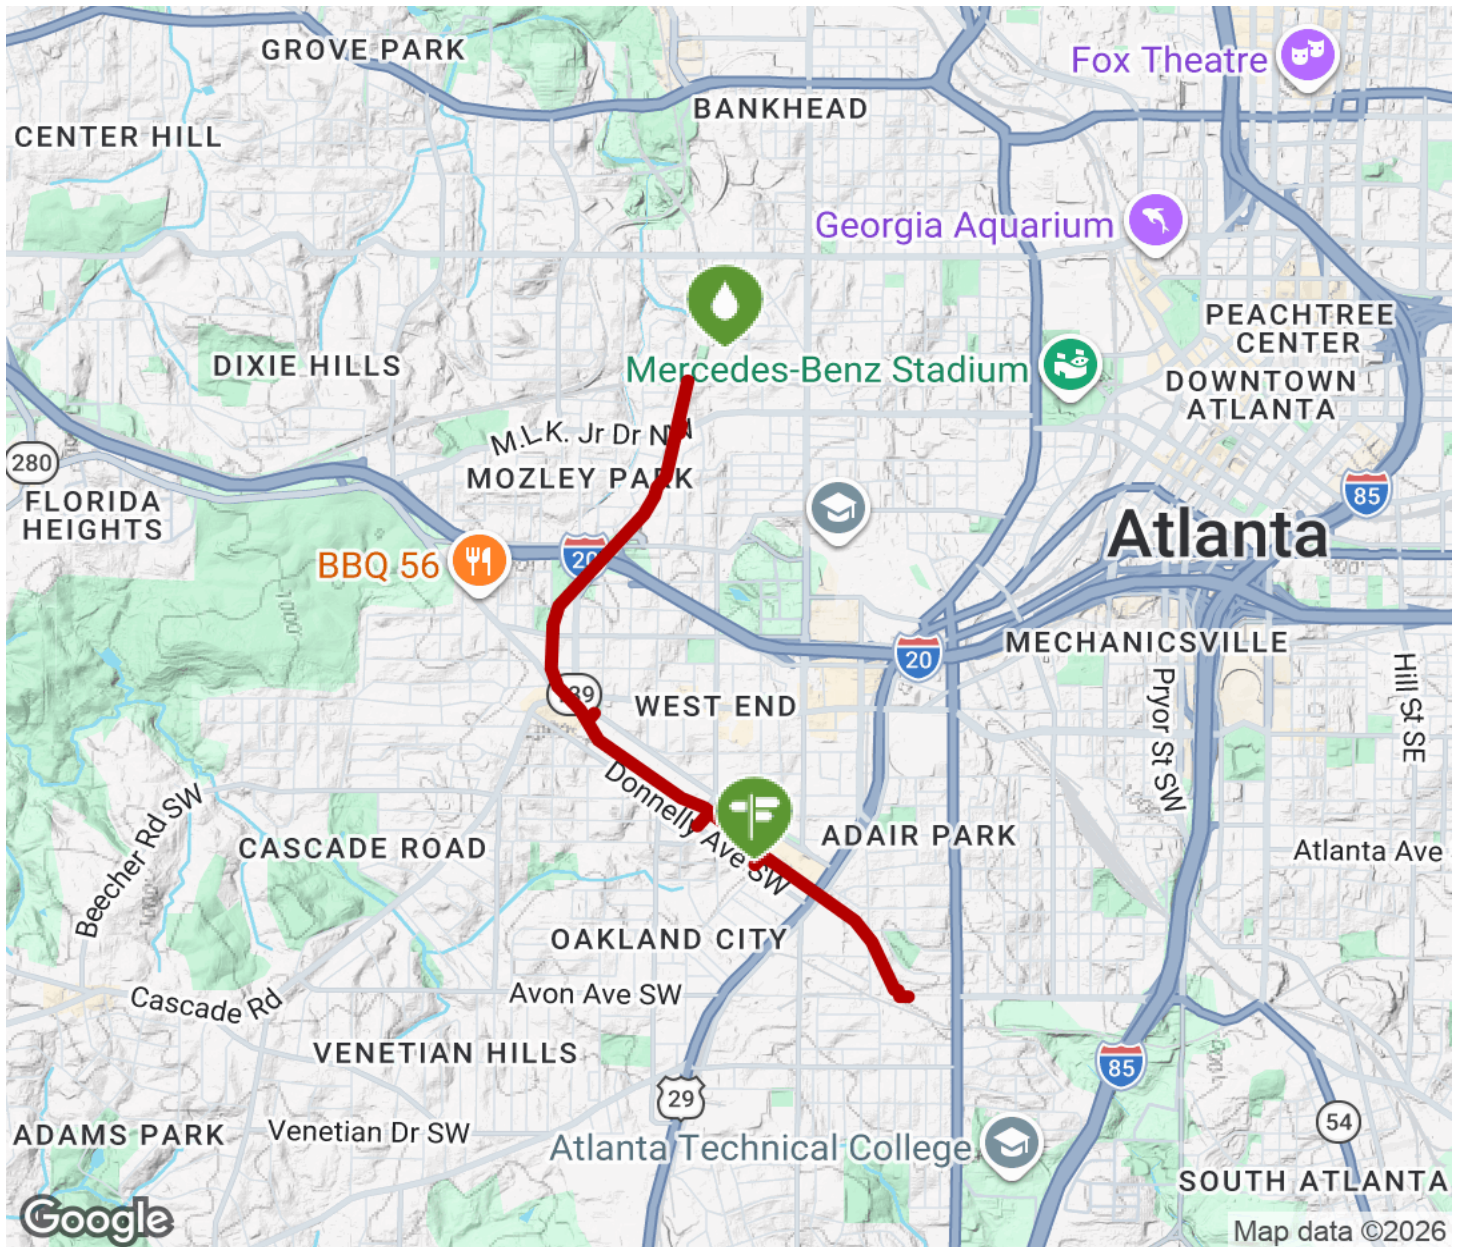 GROVE PARK
Fox Theatre
BANKHEAD
CENTER HILL
Georgia Aquarium
PEACHTREE
CENTER
DIXIE HILLS
Mercedes-Benz Stadium
DOWNTOWN
ATLANTA
M.L.K. Jr Dr N
280
MOZLEY PARK
85
FLORIDA
HEIGHTS
Atlanta
BBQ 56
20
1000
MECHANICSVILLE
20
Hill St SE
Pryor St SW
WEST END
Donnelly Ave SW
1000
Beecher Rd SW
CASCADE ROAD
ADAIR PARK
Atlanta Ave
OAKLAND CITY
Avon Ave SW
Cascade Rd
VENETIAN HILLS
1000
85
29
54
ADAMS PARK
Venetian Dr SW
Atlanta Technical College
SOUTH ATLANTA
Google
Map data ©2026